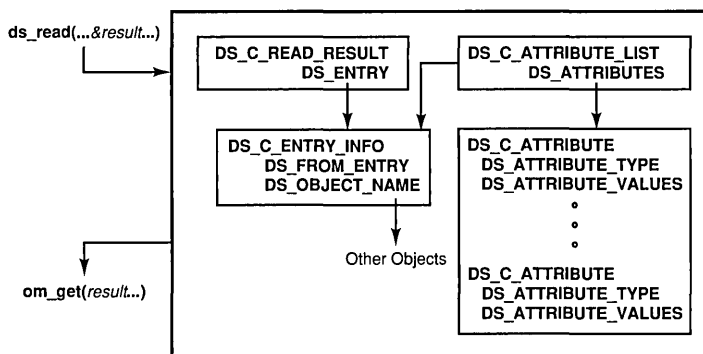 ds_read(...&result...)
DS_C_READ_RESULT
DS_ENTRY
DS_C_ATTRIBUTE_LIST
DS_ATTRIBUTES
DS_C_ENTRY_INFO
DS_FROM_ENTRY
DS_OBJECT_NAME
Other Objects
DS_C_ATTRIBUTE
DS_ATTRIBUTE_TYPE
DS_ATTRIBUTE_VALUES
DS_C_ATTRIBUTE
DS_ATTRIBUTE_TYPE
DS_ATTRIBUTE_VALUES
om_get(result...)